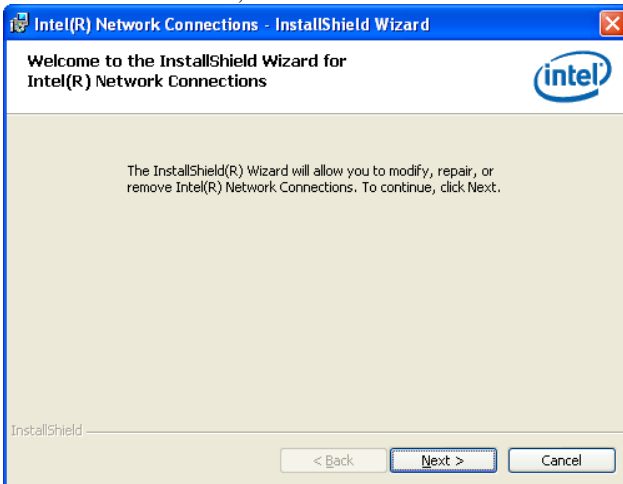 Intel(R) Network Connections - InstallShield Wizard
Welcome to the InstallShield Wizard for
Intel(R) Network Connections
intel
The InstallShield(R) Wizard will allow you to modify, repair, or
remove Intel(R) Network Connections. To continue, click Next.
InstallShield
< Back Next > Cancel